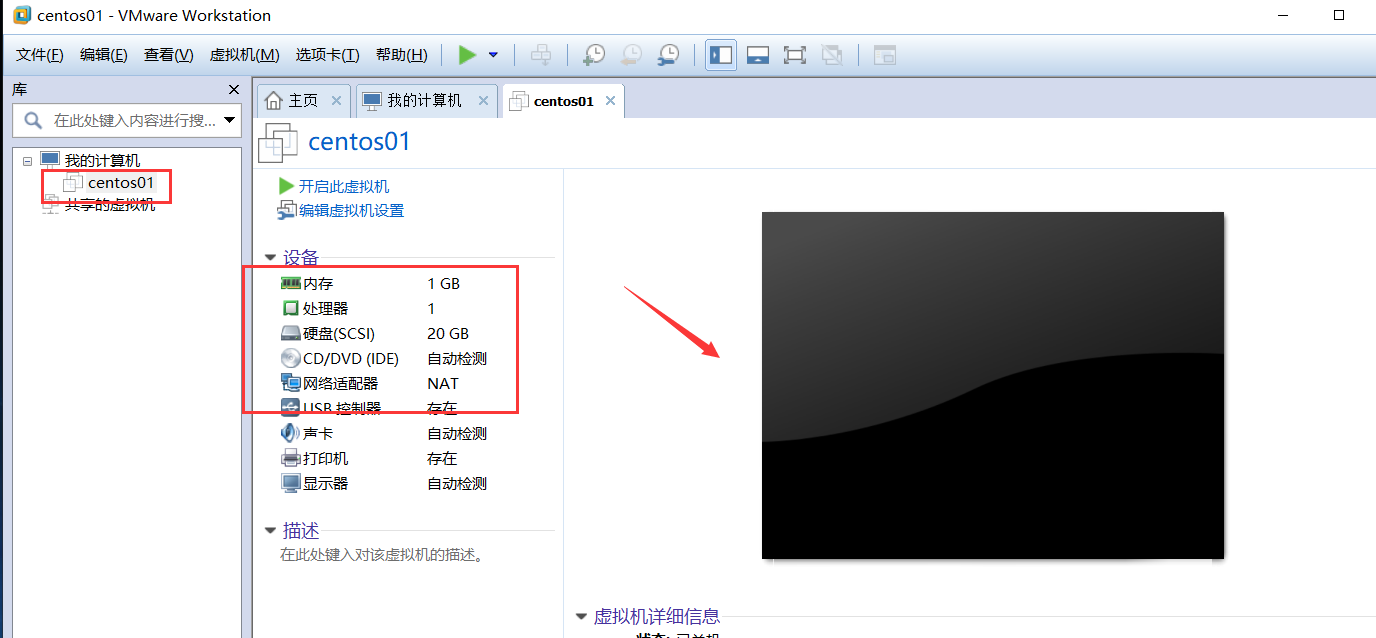 centos01 - VMware Workstation
文件(F) 编辑(E) 查看(V) 虚拟机(M) 选项卡(T) 帮助(H)
库
在此处键入内容进行搜...
我的计算机
centos01
共享的虚拟机
主页 我的计算机 centos01
centos01
开启此虚拟机
编辑虚拟机设置
设备
内存 1 GB
处理器 1
硬盘(SCSI) 20 GB
CD/DVD (IDE) 自动检测
网络适配器 NAT
USB 控制器 存在
声卡 自动检测
打印机 存在
显示器 自动检测
描述
在此处键入对该虚拟机的描述。
虚拟机详细信息
状态: 已关机